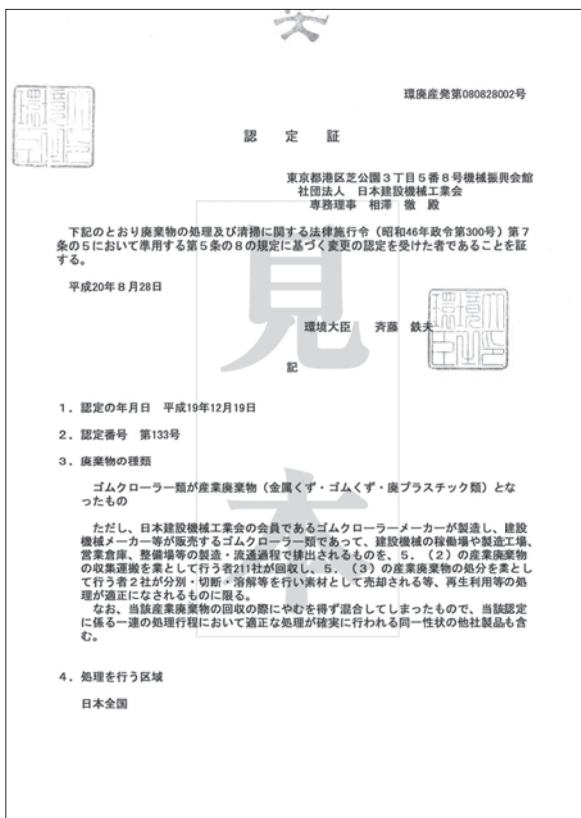 環廃産発第080828002号
認 定 証
東京都港区芝公園3丁目5番8号機械振興会館
社団法人 日本建設機械工業会
専務理事 相澤 徹 殿
下記のとおり廃棄物の処理及び清掃に関する法律施行令（昭和46年政令第300号）第7
条の5において準用する第5条の8の規定に基づく変更の認定を受けた者であることを証
する。
平成20年8月28日
環境大臣 斉藤 鉄夫
環境大臣之印
記
見本
1．認定の年月日 平成19年12月19日
2．認定番号 第133号
3．廃棄物の種類
ゴムクローラー類が産業廃棄物（金属くず・ゴムくず・廃プラスチック類）とな
ったもの
ただし、日本建設機械工業会の会員であるゴムクローラーメーカーが製造し、建設
機械メーカー等が販売するゴムクローラー類であって、建設機械の稼働場や製造工場、
営業倉庫、整備場等の製造・流通過程で排出されるものを、5．（2）の産業廃棄物
の収集運搬を業として行う者211社が回収し、5．（3）の産業廃棄物の処分を業とし
て行う者2社が分別・切断・溶解等を行い素材として売却される等、再生利用等の処
理が適正になされるものに限る。
なお、当該産業廃棄物の回収の際にやむを得ず混合してしまったもので、当該認定
に係る一連の処理行程において適正な処理が確実に行われる同一性状の他社製品も含
む。
4．処理を行う区域
日本全国